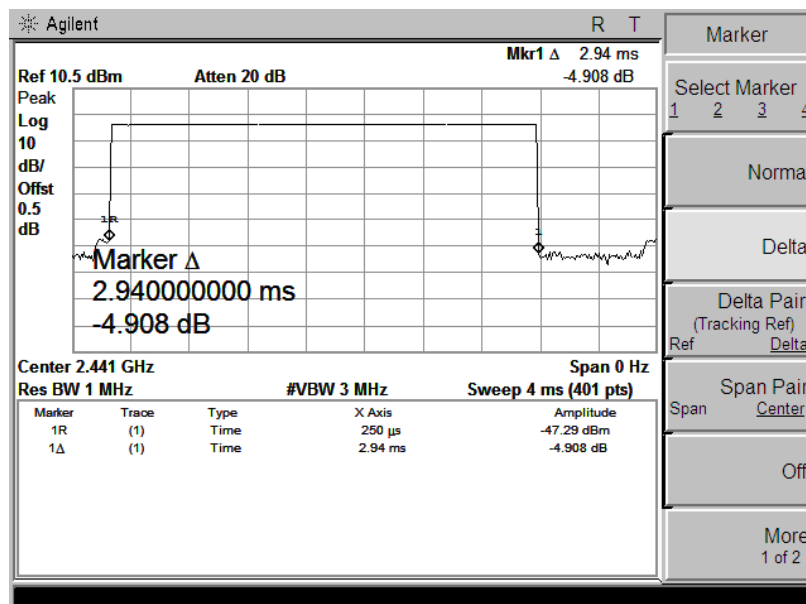 Agilent R T
Mkr1 Δ 2.94 ms
Ref 10.5 dBm Atten 20 dB -4.908 dB
Peak
Log
10
dB/
Offst
0.5
dB
1R
1
Marker Δ
2.940000000 ms
-4.908 dB
Center 2.441 GHz Span 0 Hz
Res BW 1 MHz #VBW 3 MHz Sweep 4 ms (401 pts)
Marker Trace Type X Axis Amplitude
1R (1) Time 250 µs -47.29 dBm
1Δ (1) Time 2.94 ms -4.908 dB
Marker
Select Marker
1 2 3 4
Norma
Delta
Delta Pair
(Tracking Ref)
Ref Delta
Span Pair
Span Center
Off
More
1 of 2